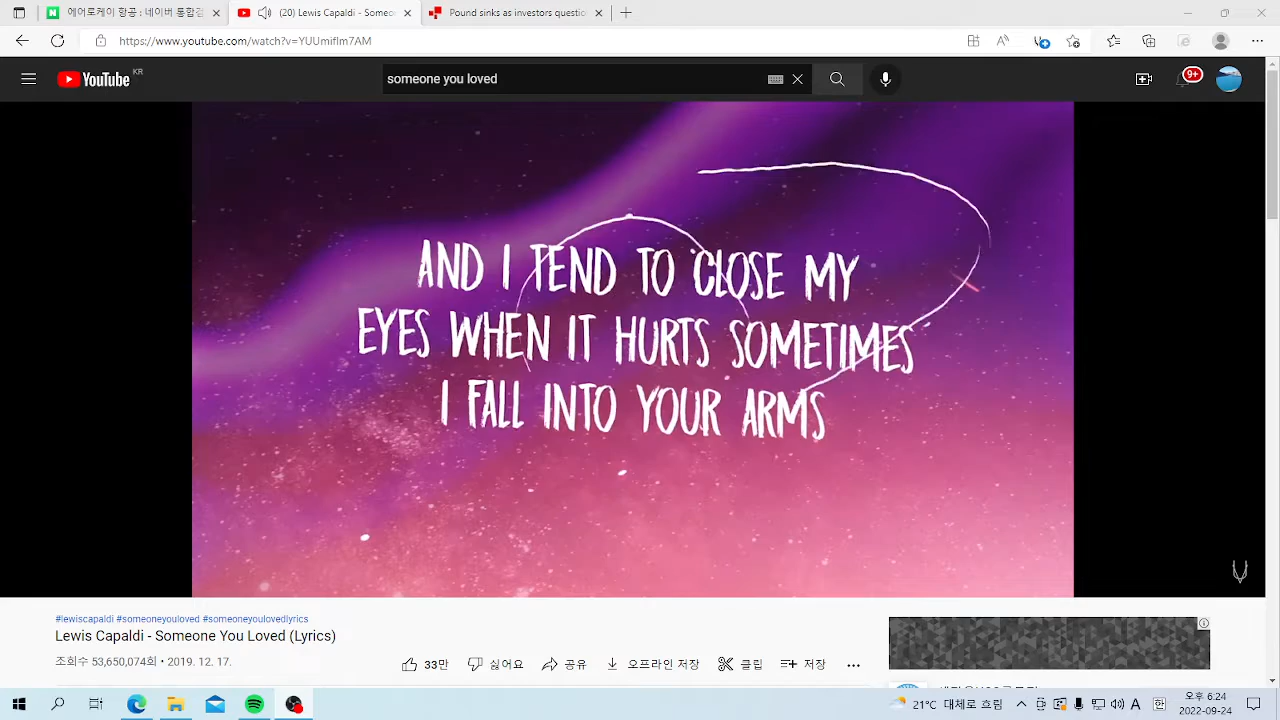 에이로케이 항공 : 네이버 통합검
(20) Lewis Capaldi - Someo
Pound sinks as investors questio
https://www.youtube.com/watch?v=YUUmiflm7AM
YouTube KR
someone you loved
9+
AND I TEND TO CLOSE MY
EYES WHEN IT HURTS SOMETIMES
I FALL INTO YOUR ARMS
#lewiscapaldi #someoneyouloved #someoneyoulovedlyrics
Lewis Capaldi - Someone You Loved (Lyrics)
조회수 53,650,074회 • 2019. 12. 17.
33만
싫어요
공유
오프라인 저장
클립
저장
21°C 대체로 흐림
A
한
오후 6:24
2022-09-24